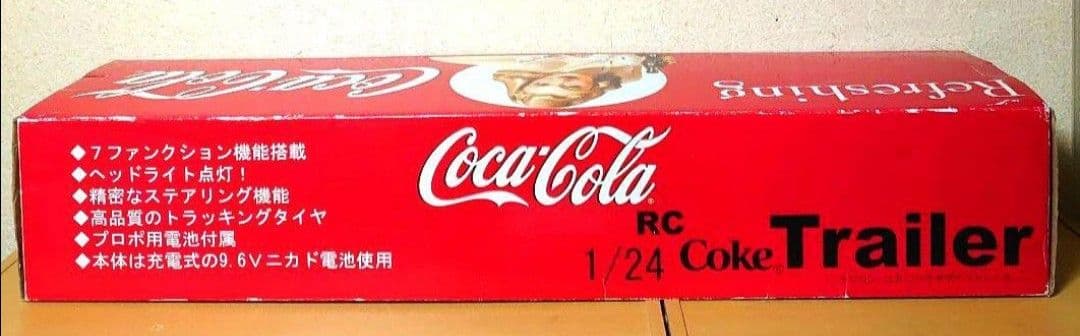 Coca-Cola
Refreshing
◆7ファンクション機能搭載
◆ヘッドライト点灯！
◆精密なステアリング機能
◆高品質のトラッキングタイヤ
◆プロポ用電池付属
◆本体は充電式の9.6Vニカド電池使用
Coca-Cola®
RC
1/24 Coke® Trailer